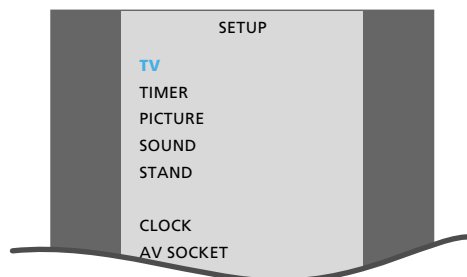 SETUP
TV
TIMER
PICTURE
SOUND
STAND
CLOCK
AV SOCKET